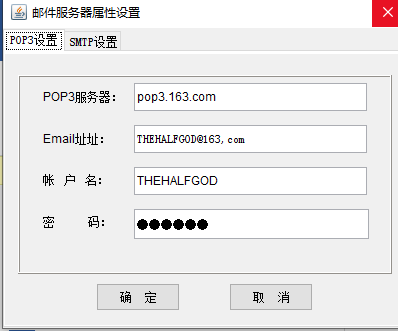 邮件服务器属性设置
POP3设置 SMTP设置
POP3服务器： pop3.163.com
Email址址： THEHALFGOD@163, com
帐 户 名： THEHALFGOD
密 码： ●●●●●●
确 定 取 消